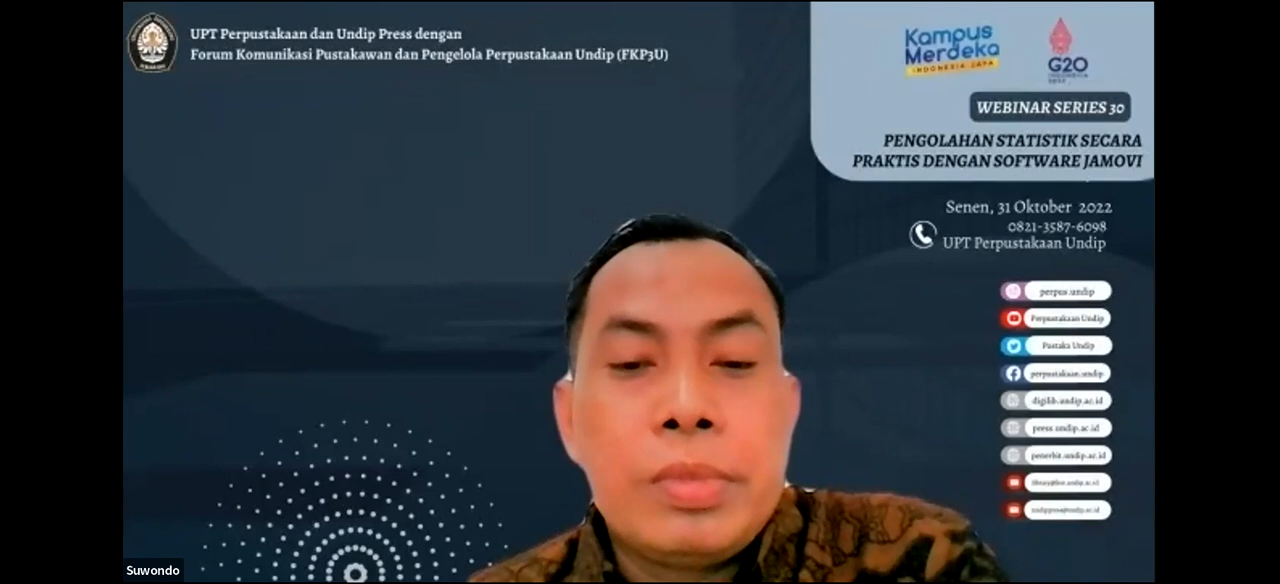 UPT Perpustakaan dan Undip Press dengan
Forum Komunikasi Pustakawan dan Pengelola Perpustakaan Undip (FKP3U)
Kampus
Merdeka
INDONESIA JAYA
G20
INDONESIA
2022
WEBINAR SERIES 30
PENGOLAHAN STATISTIK SECARA
PRAKTIS DENGAN SOFTWARE JAMOVI
Senen, 31 Oktober 2022
0821-3587-6098
UPT Perpustakaan Undip
perpus.undip
Perpustakaan Undip
Pustaka Undip
perpustakaan.undip
digilib.undip.ac.id
press.undip.ac.id
penerbit.undip.ac.id
Suwondo